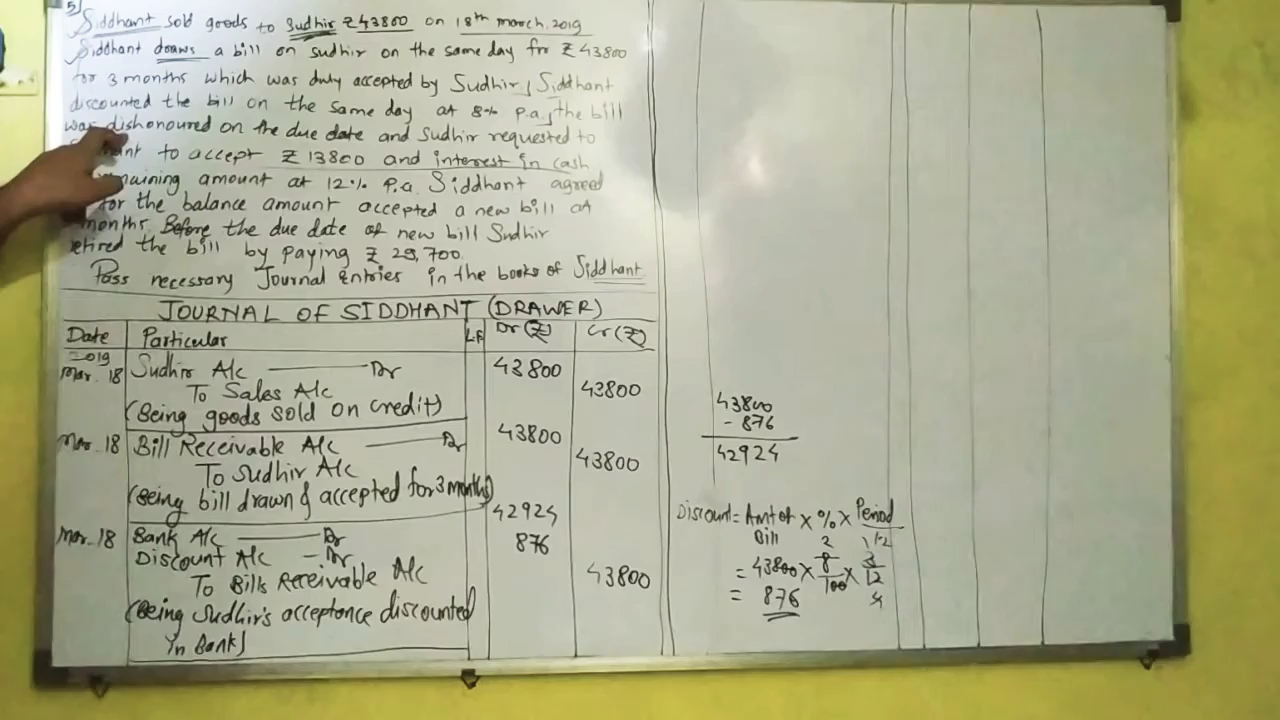 5)
Siddhant sold goods to Sudhir ₹43800 on 18th march, 2019
Siddhant draws a bill on sudhir on the same day for ₹43800
for 3 months which was duly accepted by Sudhir, Siddhant
discounted the bill on the same day at 8% p.a, the bill
was dishonoured on the due date and Sudhir requested to
to accept ₹13800 and interest in cash
remaining amount at 12% p.a. Siddhant agreed
for the balance amount accepted a new bill at
months. Before the due date of new bill Sudhir
retired the bill by paying ₹ 29,700.
Pass necessary Journal Entries in the books of Siddhant
JOURNAL OF SIDDHANT (DRAWER)
Date Particular L.F Dr (₹) Cr (₹)
2019
Mar. 18 Sudhir A/c Dr 43800
To Sales A/c 43800
(Being goods sold on credit)
Mar. 18 Bill Receivable A/c Dr 43800
To Sudhir A/c 43800
(Being bill drawn & accepted for 3 months)
Mar. 18 Bank A/c Dr 42924
Discount A/c Dr 876
To Bills Receivable A/c 43800
(Being Sudhir's acceptance discounted
in Bank)
43800
- 876
42924
Discount = Amt of Bill × % × Period
12
= 43800 × 8/100 × 3/12
2
4
= 876